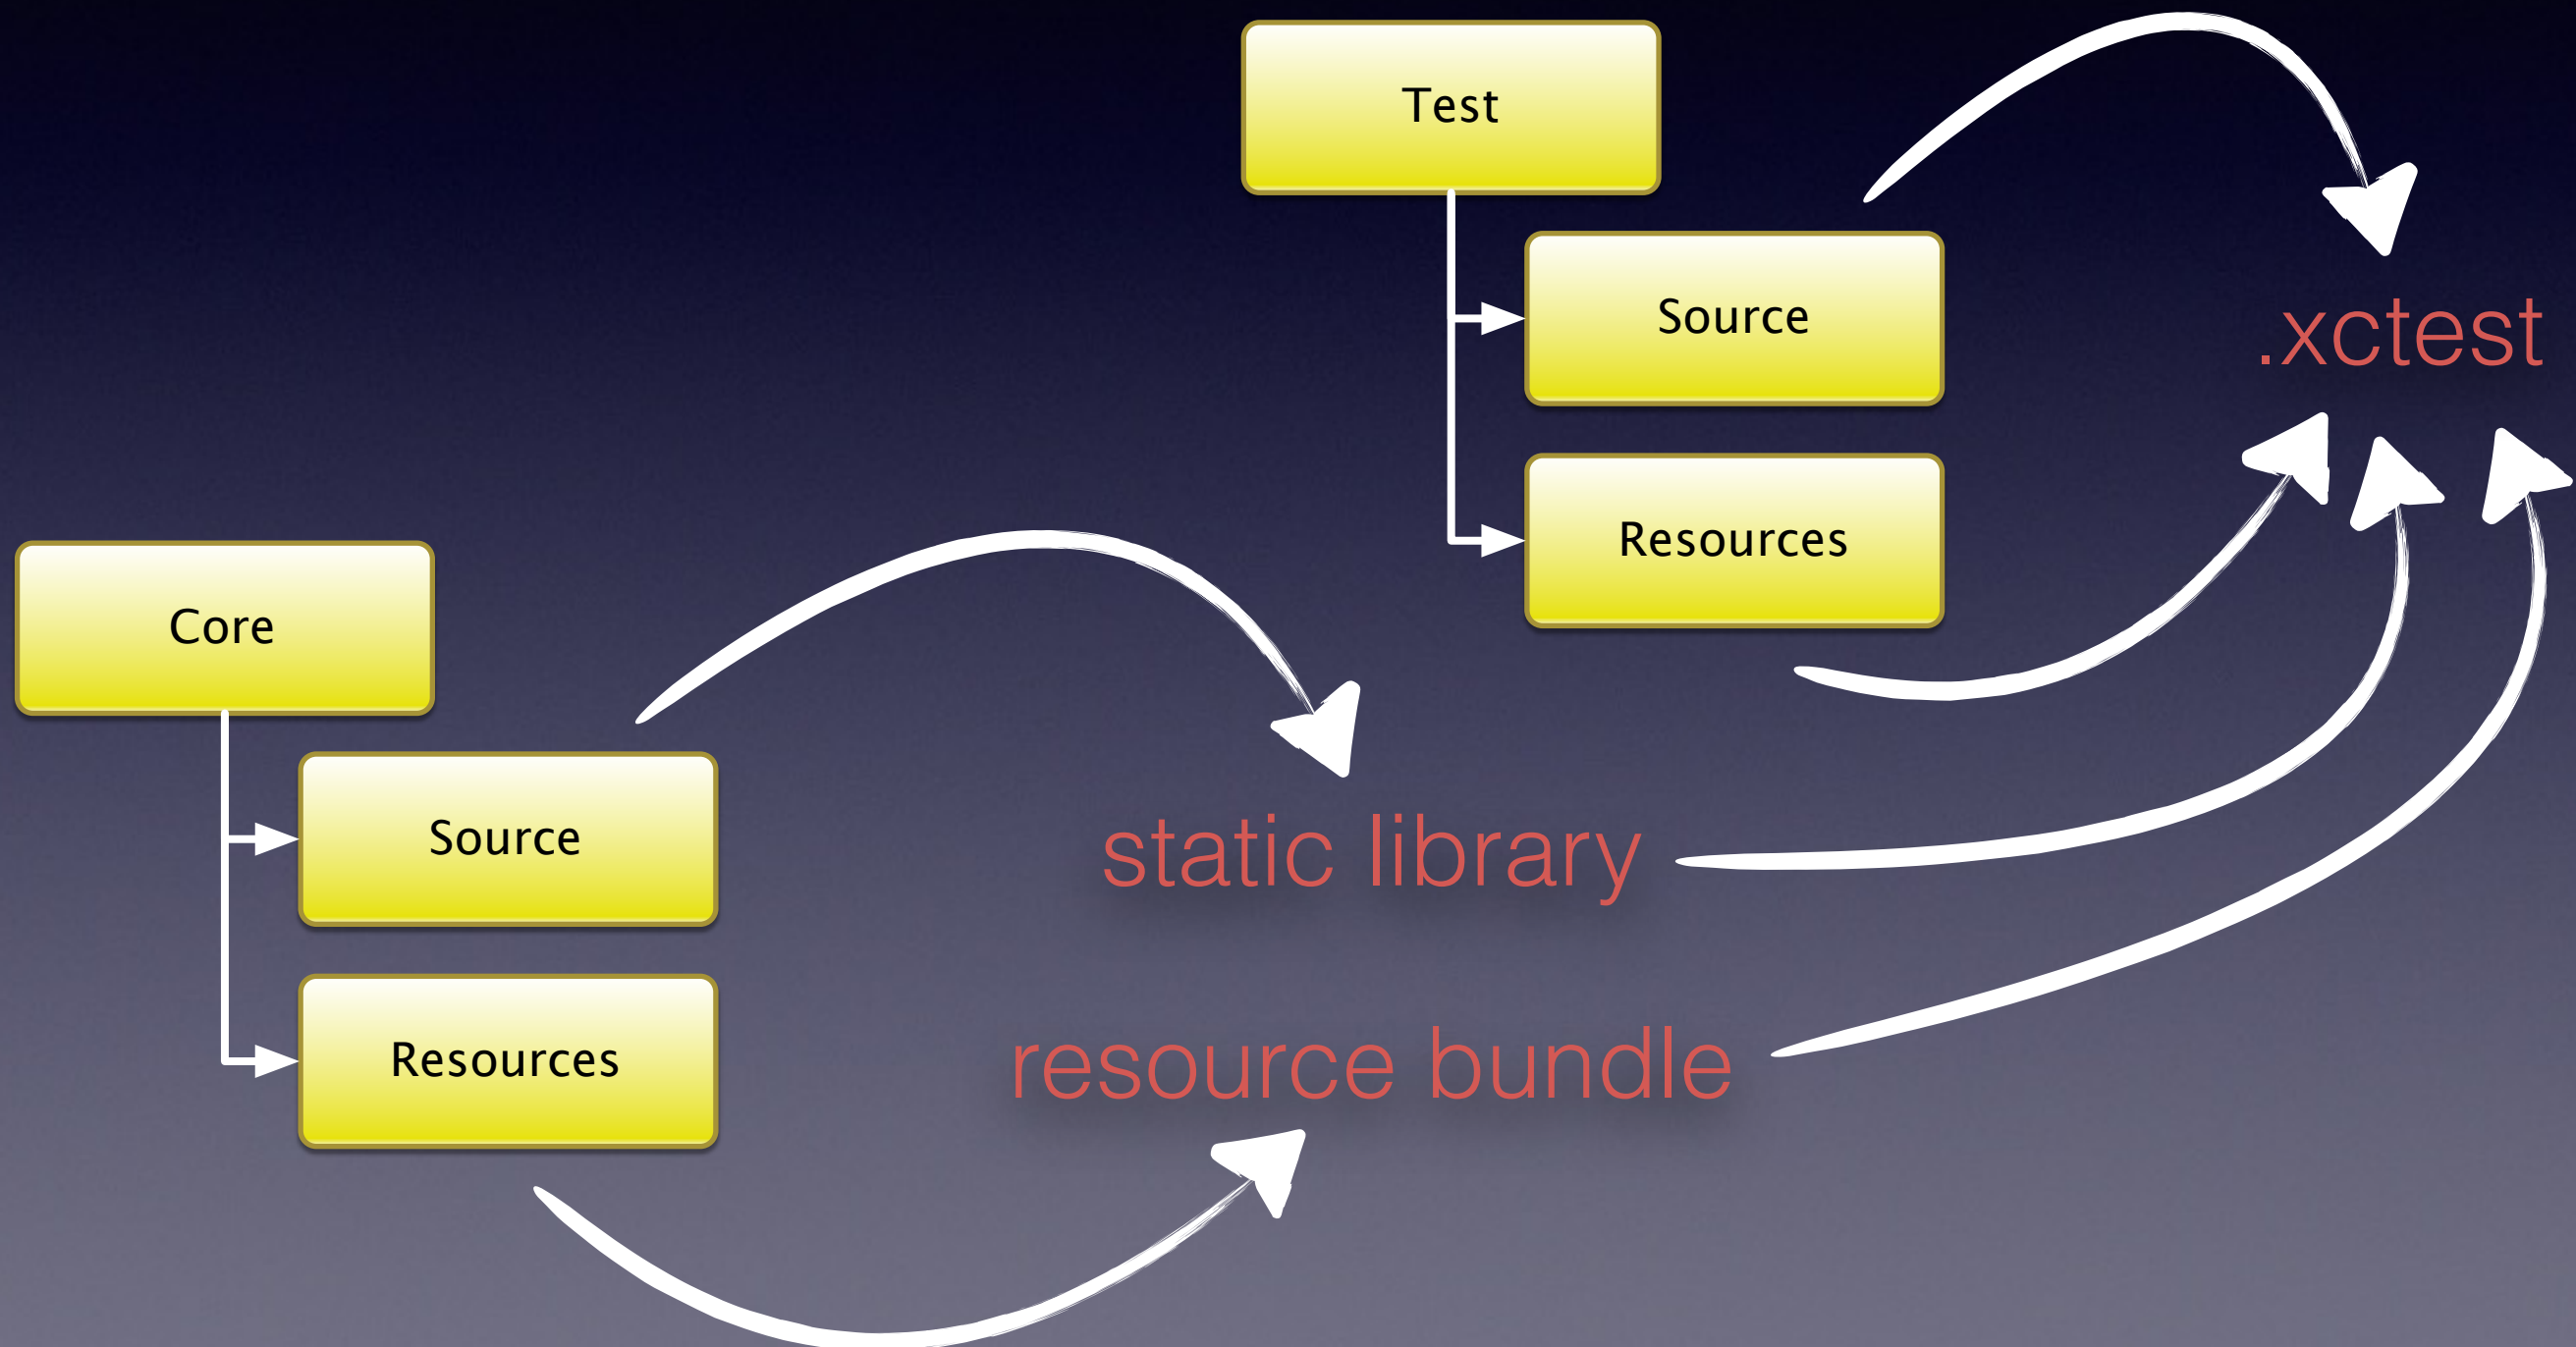 Test
Source
.xctest
Resources
Core
Source
static library
Resources
resource bundle